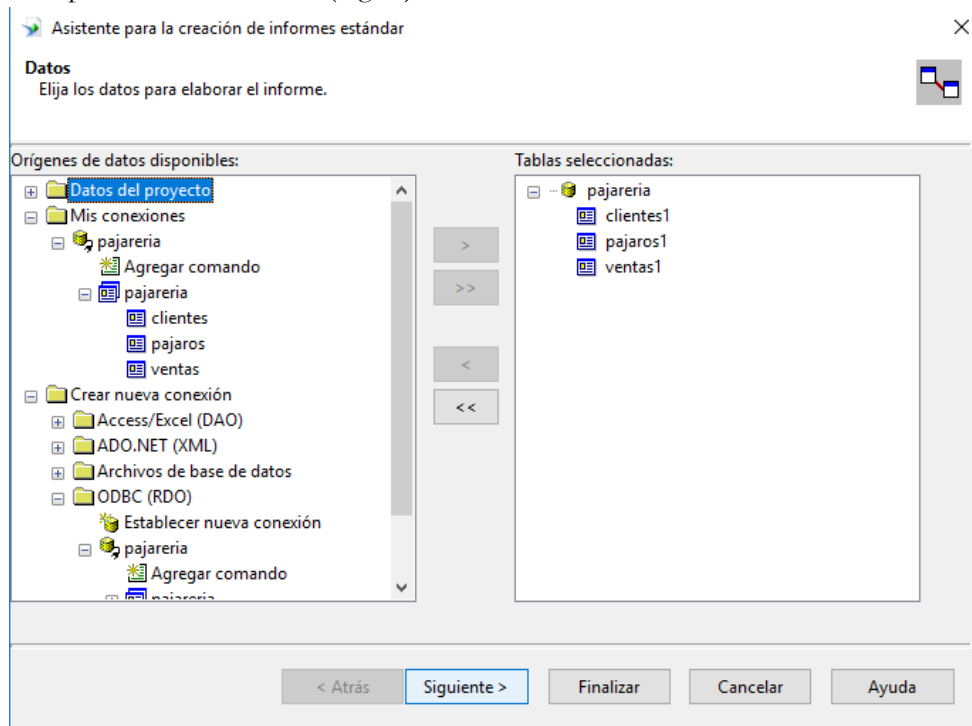 Asistente para la creación de informes estándar
Datos
Elija los datos para elaborar el informe.
Orígenes de datos disponibles:
Datos del proyecto
Mis conexiones
pajareria
Agregar comando
pajareria
clientes
pajaros
ventas
Crear nueva conexión
Access/Excel (DAO)
ADO.NET (XML)
Archivos de base de datos
ODBC (RDO)
Establecer nueva conexión
pajareria
Agregar comando
pajareria
>
>>
<
<<
Tablas seleccionadas:
pajareria
clientes1
pajaros1
ventas1
< Atrás
Siguiente >
Finalizar
Cancelar
Ayuda